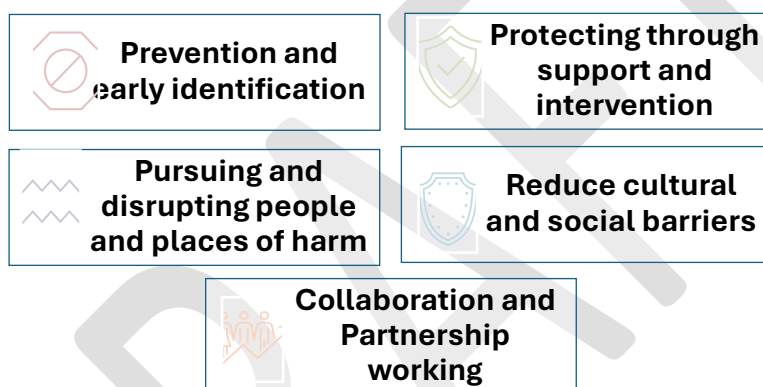 Prevention and
early identification
Protecting through
support and
intervention
Pursuing and
disrupting people
and places of harm
Reduce cultural
and social barriers
Collaboration and
Partnership
working
DRAFT